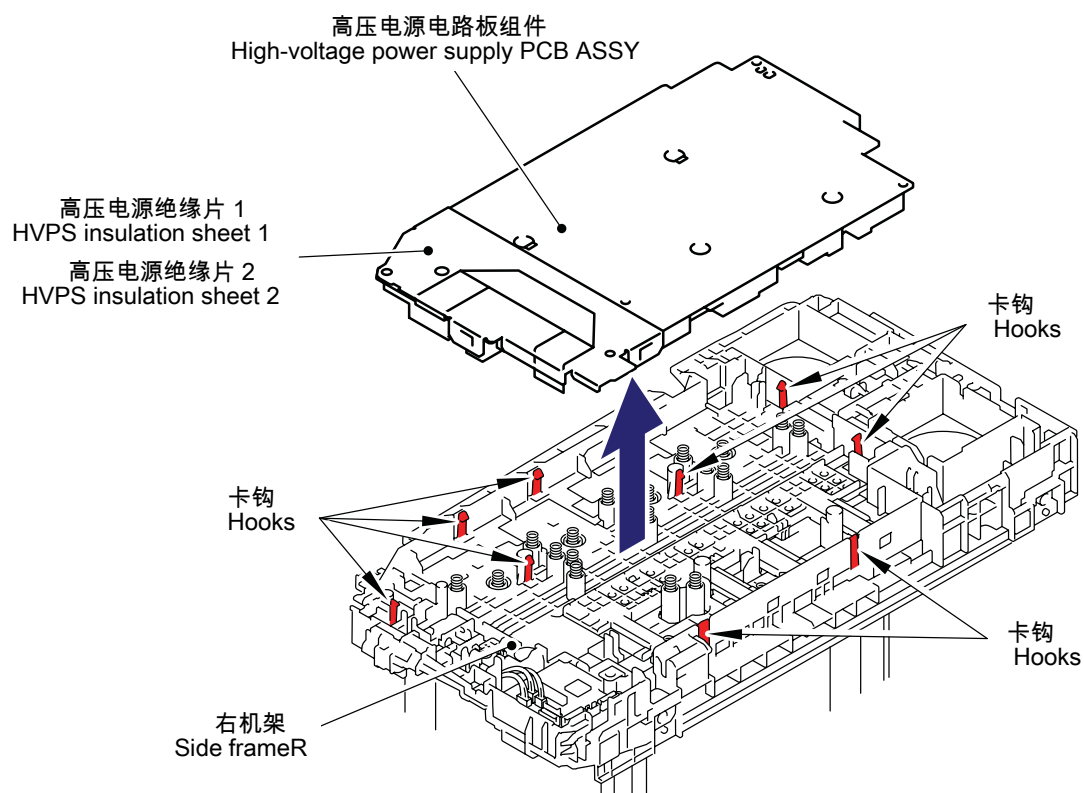 高压电源电路板组件
High-voltage power supply PCB ASSY
高压电源绝缘片 1
HVPS insulation sheet 1
高压电源绝缘片 2
HVPS insulation sheet 2
卡钩
Hooks
卡钩
Hooks
卡钩
Hooks
右机架
Side frameR